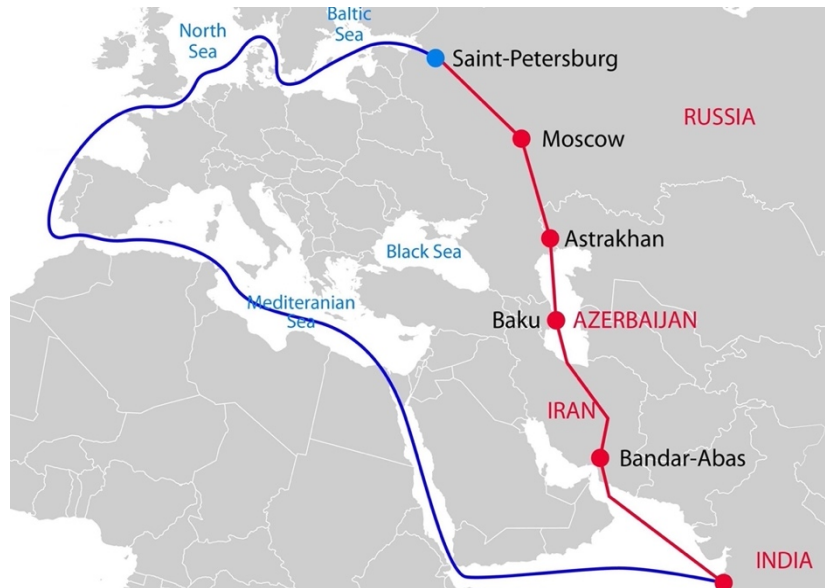 North
Sea
Baltic
Sea
Saint-Petersburg
RUSSIA
Moscow
Astrakhan
Black Sea
Mediteranian
Sea
Baku
AZERBAIJAN
IRAN
Bandar-Abas
INDIA